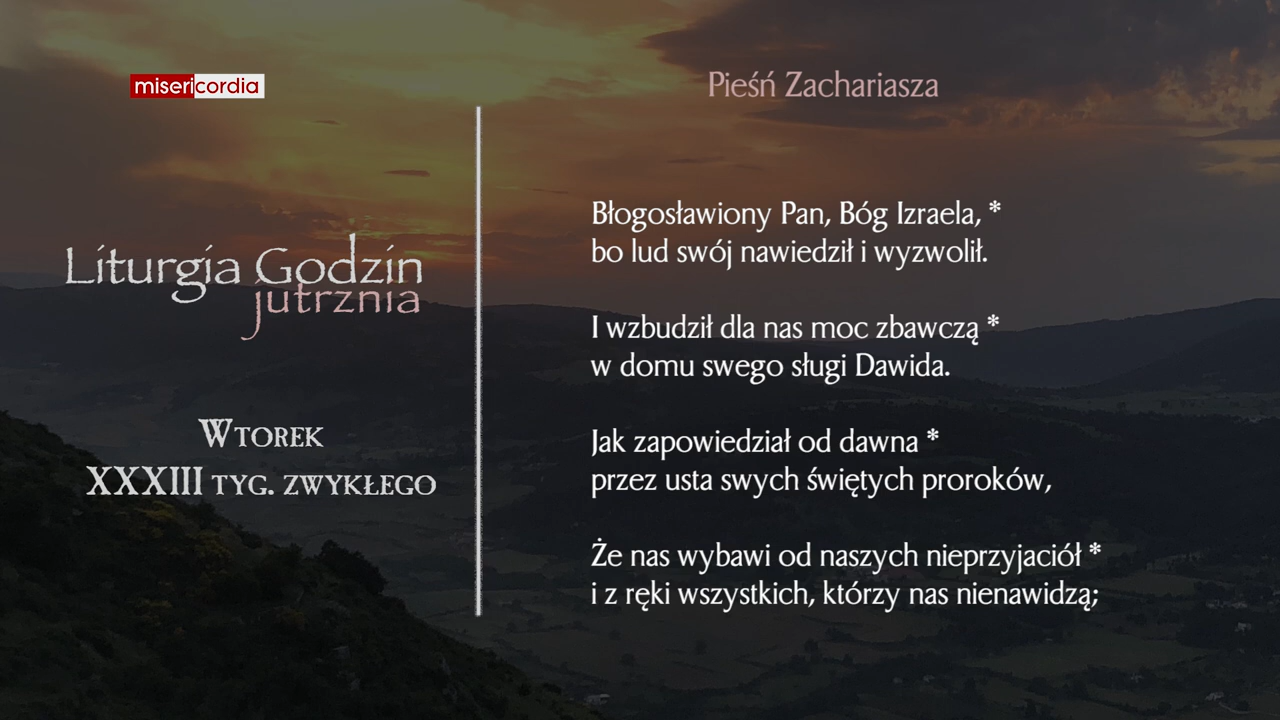 misericordia
Liturgia Godzin
jutrznia
Wtorek
XXXIII tyg. zwykłego
Pieśń Zachariasza
Błogosławiony Pan, Bóg Izraela, *
bo lud swój nawiedził i wyzwolił.
I wzbudził dla nas moc zbawczą *
w domu swego sługi Dawida.
Jak zapowiedział od dawna *
przez usta swych świętych proroków,
Że nas wybawi od naszych nieprzyjaciół *
i z ręki wszystkich, którzy nas nienawidzą;